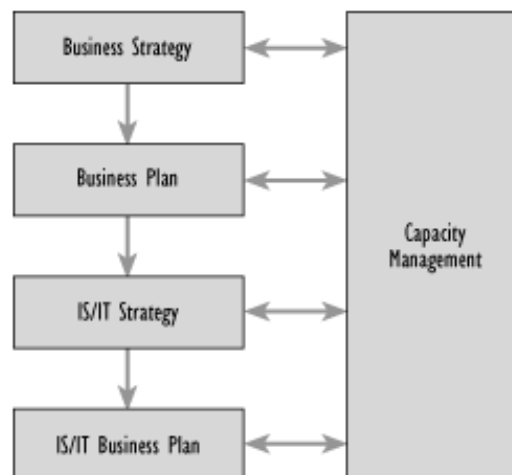 Business Strategy
Business Plan
Capacity
Management
IS/IT Strategy
IS/IT Business Plan